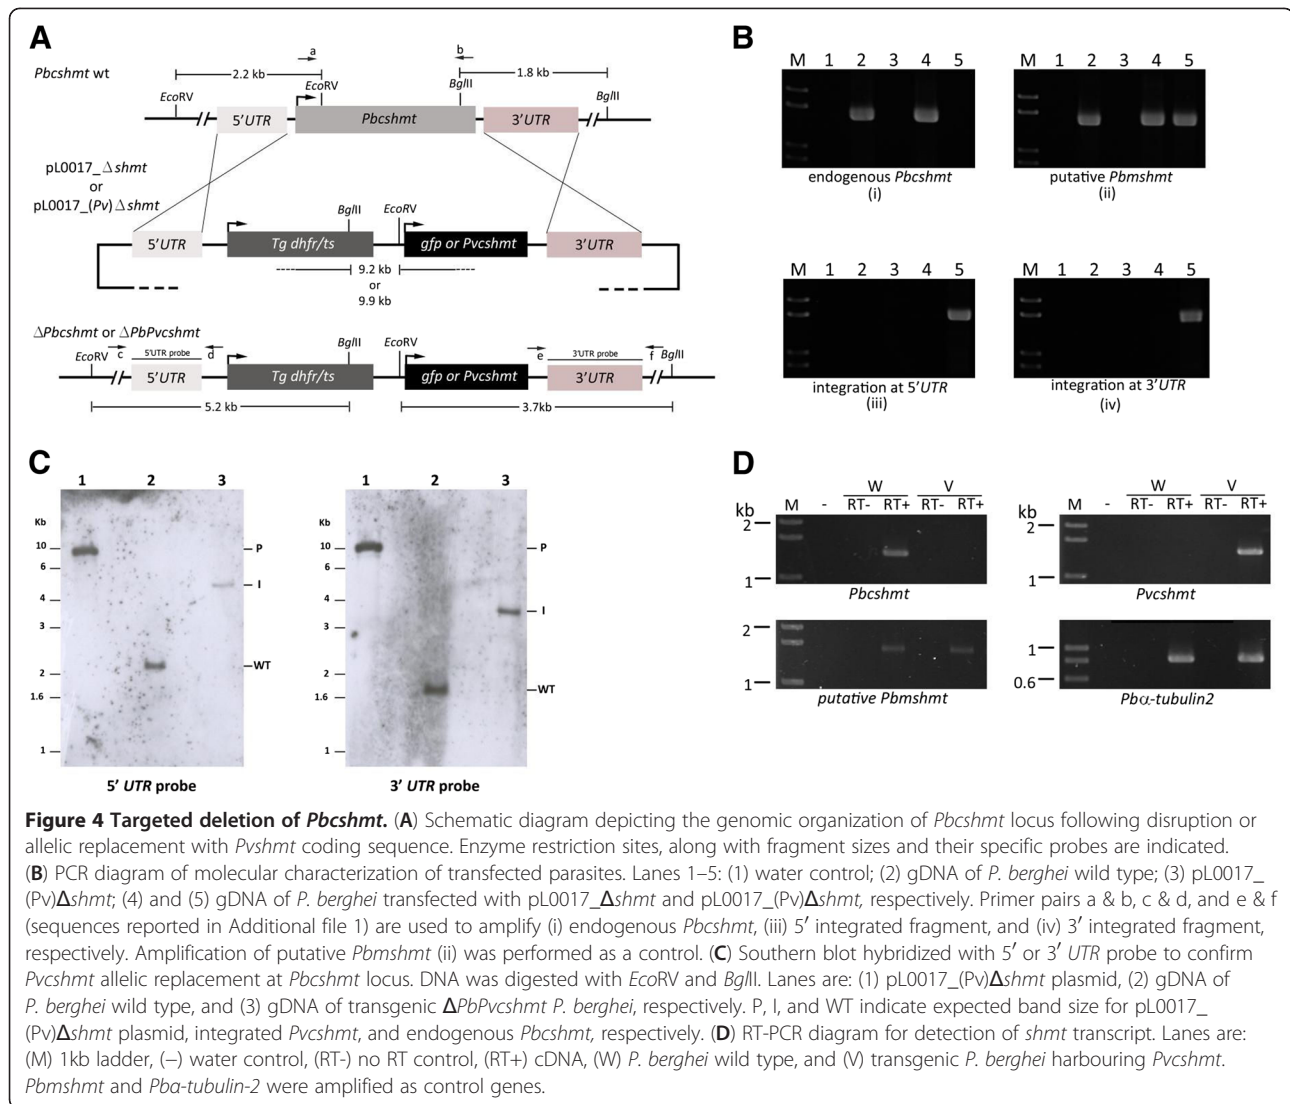 A
Pbcshmt wt
a
b
2.2 kb
1.8 kb
EcoRV
EcoRV
BglII
BglII
5'UTR
Pbcshmt
3'UTR
pL0017_Δshmt
or
pL0017_(Pv)Δshmt
BglII
EcoRV
5'UTR
Tg dhfr/ts
gfp or Pvcshmt
3'UTR
9.2 kb
or
9.9 kb
ΔPbcshmt or ΔPbPvcshmt
EcoRV
c
5'UTR probe
d
BglII
EcoRV
e
3'UTR probe
f
BglII
5'UTR
Tg dhfr/ts
gfp or Pvcshmt
3'UTR
5.2 kb
3.7kb
B
M 1 2 3 4 5
endogenous Pbcshmt
(i)
M 1 2 3 4 5
putative Pbmshmt
(ii)
M 1 2 3 4 5
integration at 5'UTR
(iii)
M 1 2 3 4 5
integration at 3'UTR
(iv)
C
1 2 3
Kb
10
6
4
3
2
1.6
1
P
I
WT
5' UTR probe
1 2 3
Kb
10
6
4
3
2
1.6
1
P
I
WT
3' UTR probe
D
W V
kb M - RT- RT+ RT- RT+
2
1
Pbcshmt
2
1
putative Pbmshmt
W V
kb M - RT- RT+ RT- RT+
2
1
Pvcshmt
1
0.6
Pbα-tubulin2
Figure 4 Targeted deletion of Pbcshmt. (A) Schematic diagram depicting the genomic organization of Pbcshmt locus following disruption or
allelic replacement with Pvshmt coding sequence. Enzyme restriction sites, along with fragment sizes and their specific probes are indicated.
(B) PCR diagram of molecular characterization of transfected parasites. Lanes 1–5: (1) water control; (2) gDNA of P. berghei wild type; (3) pL0017_
(Pv)Δshmt; (4) and (5) gDNA of P. berghei transfected with pL0017_Δshmt and pL0017_(Pv)Δshmt, respectively. Primer pairs a & b, c & d, and e & f
(sequences reported in Additional file 1) are used to amplify (i) endogenous Pbcshmt, (iii) 5′ integrated fragment, and (iv) 3′ integrated fragment,
respectively. Amplification of putative Pbmshmt (ii) was performed as a control. (C) Southern blot hybridized with 5′ or 3′ UTR probe to confirm
Pvcshmt allelic replacement at Pbcshmt locus. DNA was digested with EcoRV and BglII. Lanes are: (1) pL0017_(Pv)Δshmt plasmid, (2) gDNA of
P. berghei wild type, and (3) gDNA of transgenic ΔPbPvcshmt P. berghei, respectively. P, I, and WT indicate expected band size for pL0017_
(Pv)Δshmt plasmid, integrated Pvcshmt, and endogenous Pbcshmt, respectively. (D) RT-PCR diagram for detection of shmt transcript. Lanes are:
(M) 1kb ladder, (−) water control, (RT-) no RT control, (RT+) cDNA, (W) P. berghei wild type, and (V) transgenic P. berghei harbouring Pvcshmt.
Pbmshmt and Pbα-tubulin-2 were amplified as control genes.